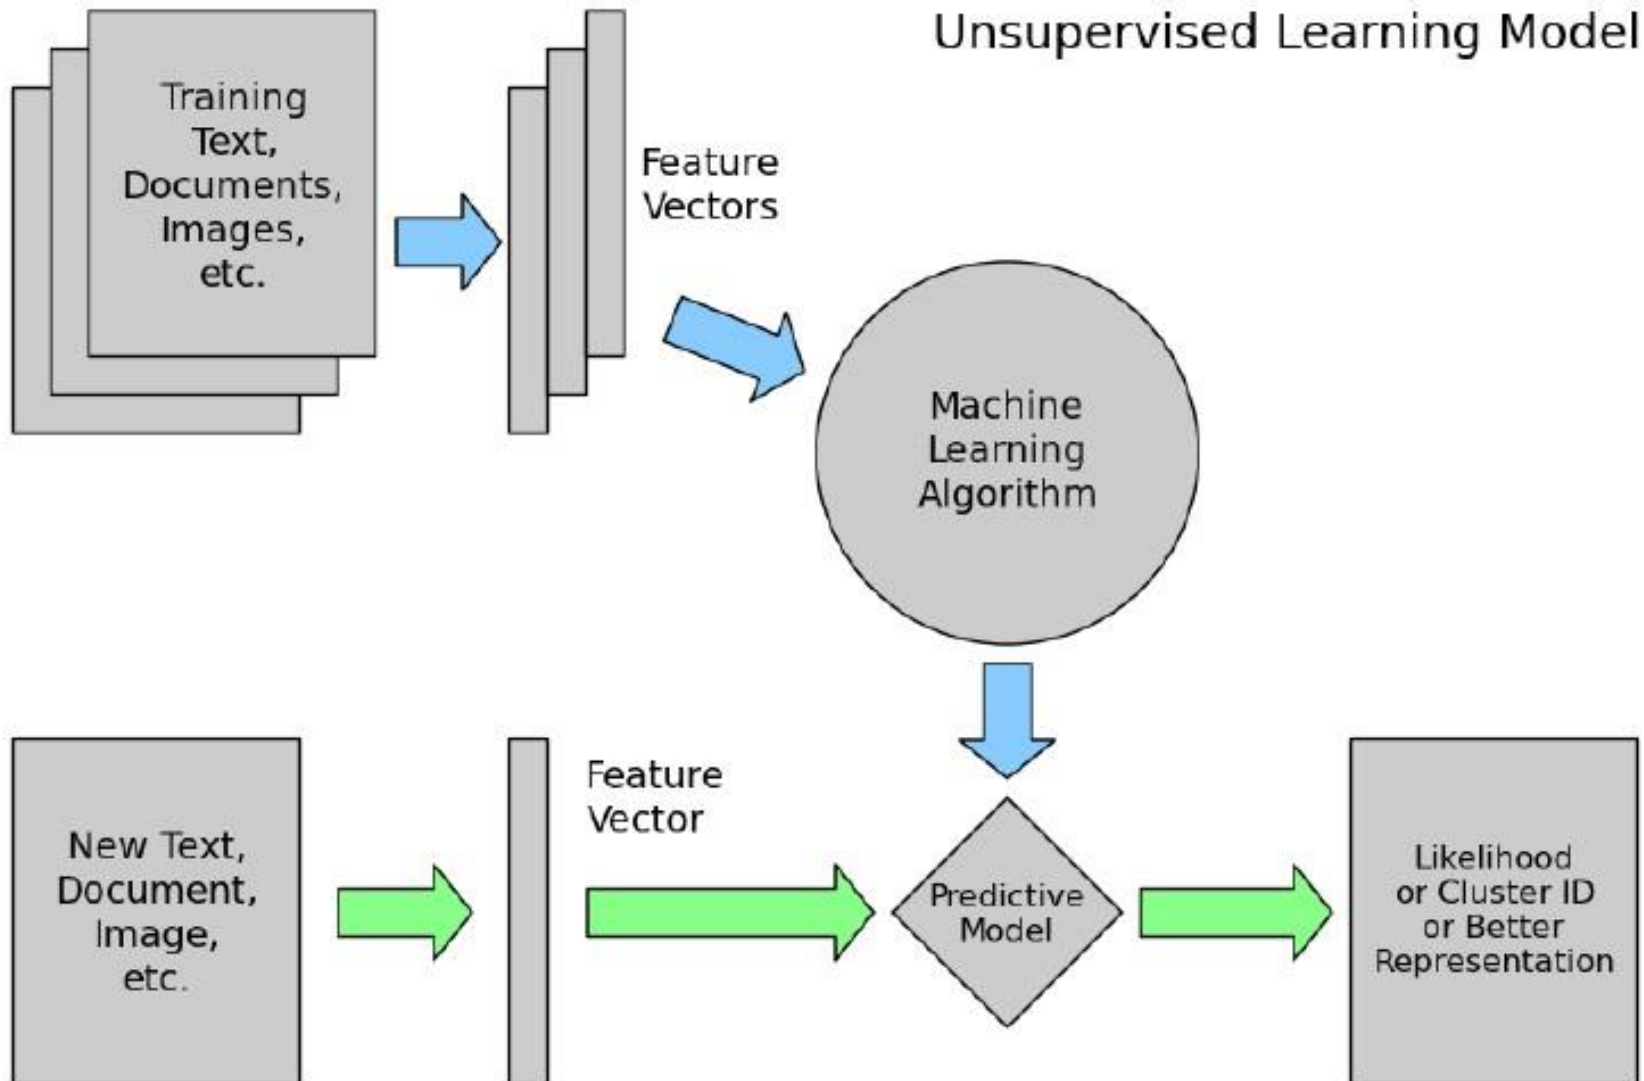 Unsupervised Learning Model
Training
Text,
Documents,
Images,
etc.
Feature
Vectors
Machine
Learning
Algorithm
New Text,
Document,
Image,
etc.
Feature
Vector
Predictive
Model
Likelihood
or Cluster ID
or Better
Representation